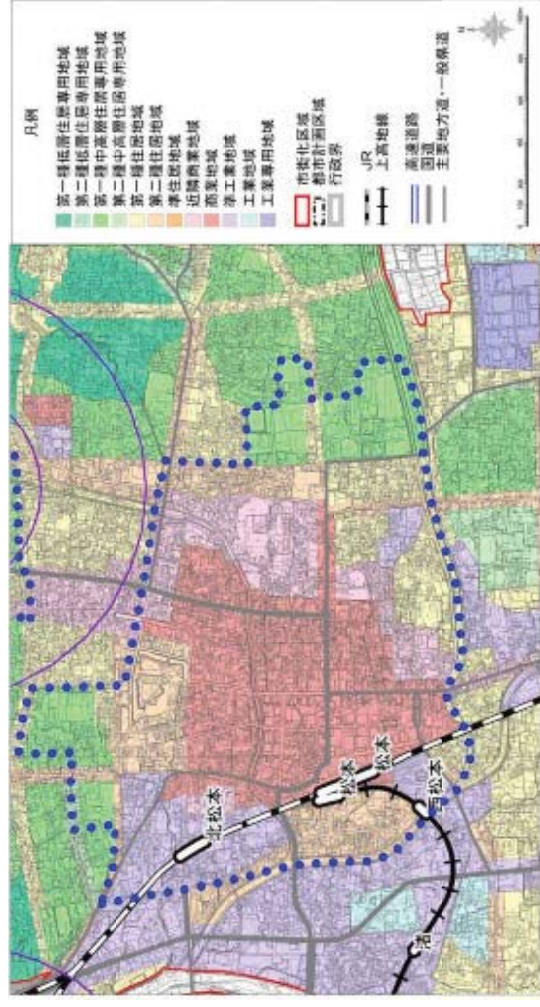 凡例
第一種低層住居専用地域
第二種低層住居専用地域
第一種中高層住居専用地域
第二種中高層住居専用地域
第一種住居地域
第二種住居地域
準住居地域
近隣商業地域
商業地域
準工業地域
工業地域
工業専用地域
市街化区域
都市計画区域
行政界
JR
上高地線
高速道路
国道
主要地方道・一般県道
N
北松本
松本
松本
西松本
渚